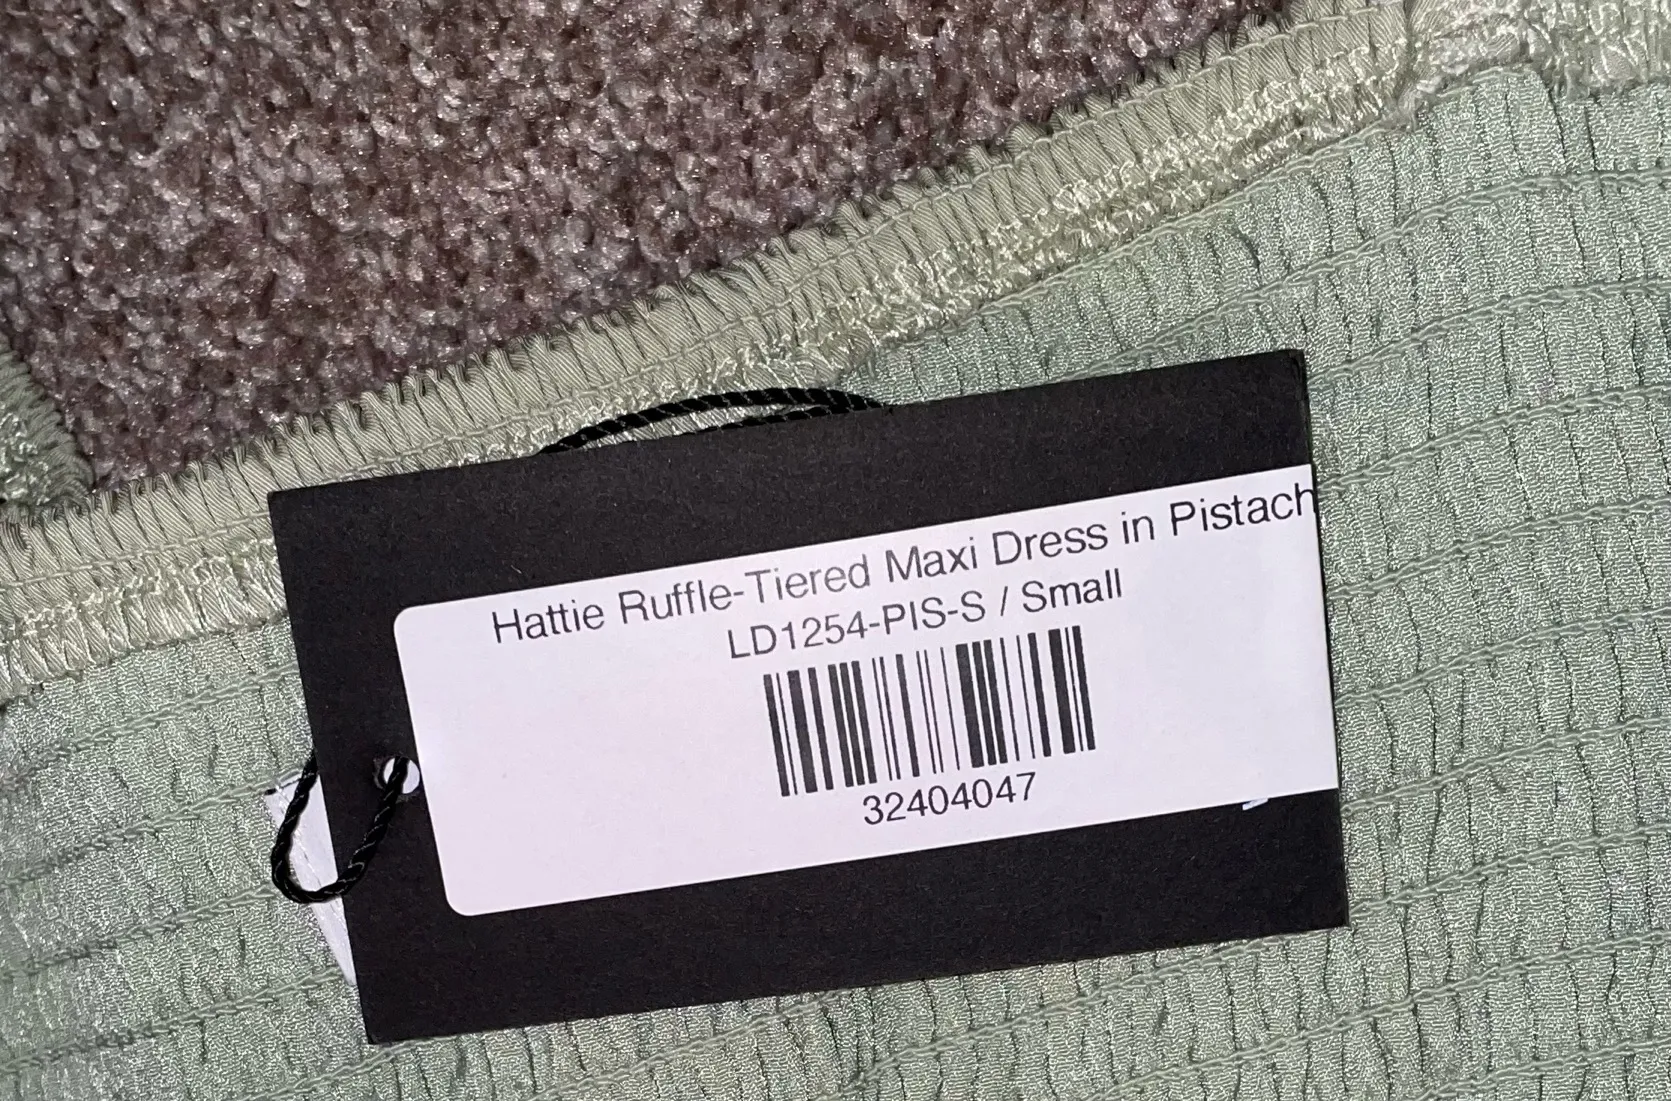 Hattie Ruffle-Tiered Maxi Dress in Pistach
LD1254-PIS-S / Small
32404047